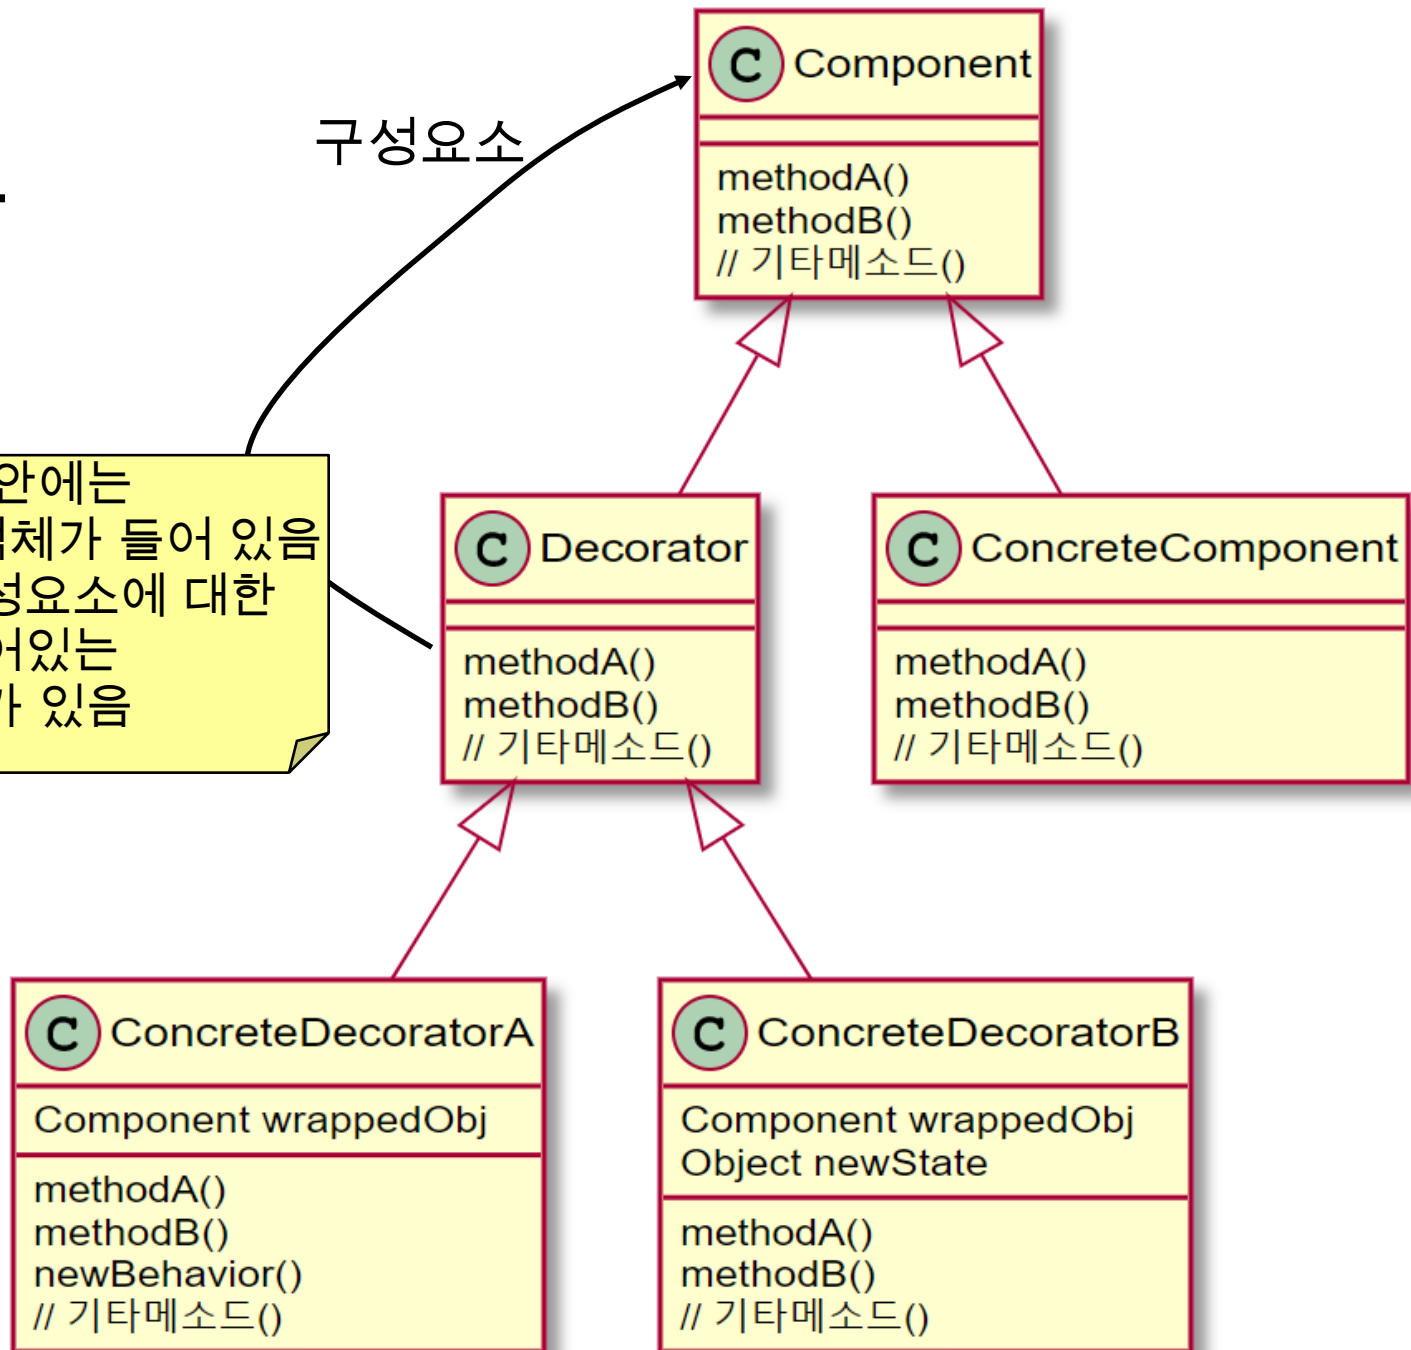 C Component
구성요소
methodA()
methodB()
// 기타메소드()
안에는
객체가 들어 있음
구성요소에 대한
있는
있음
C Decorator
methodA()
methodB()
// 기타메소드()
C ConcreteComponent
methodA()
methodB()
// 기타메소드()
C ConcreteDecoratorA
Component wrappedObj
methodA()
methodB()
newBehavior()
// 기타메소드()
C ConcreteDecoratorB
Component wrappedObj
Object newState
methodA()
methodB()
// 기타메소드()